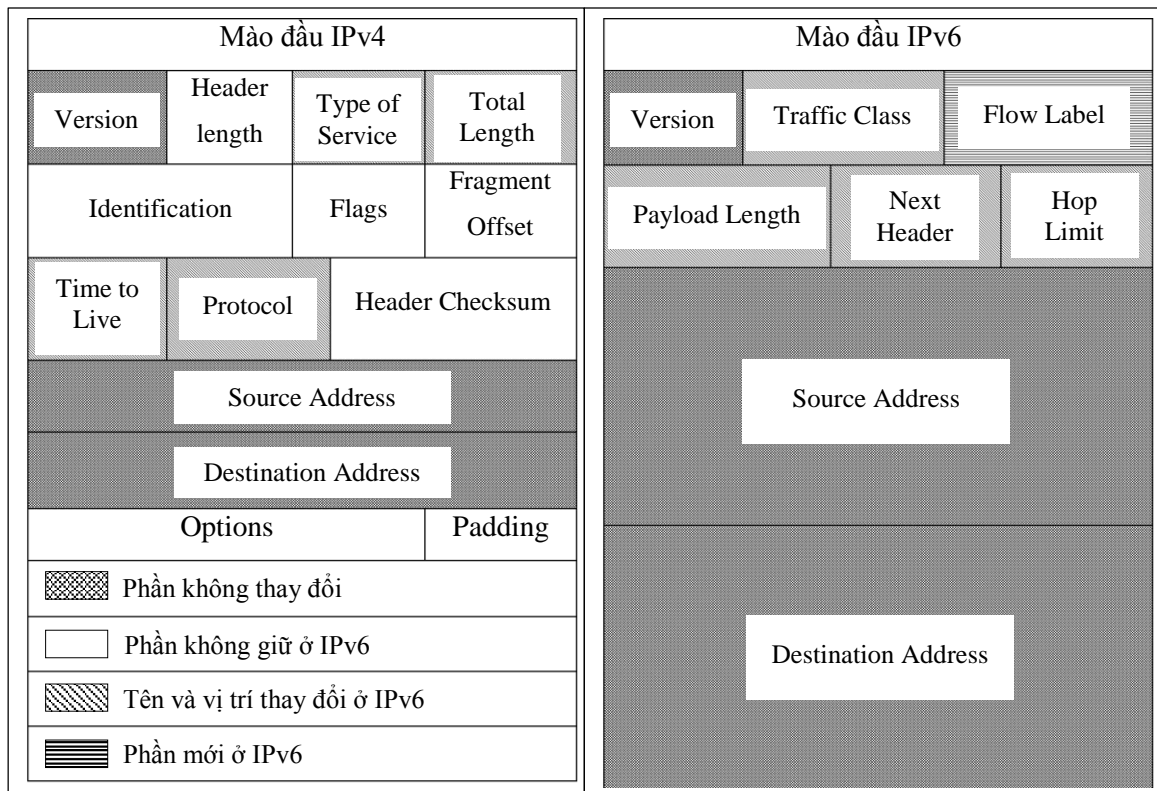 Mào đầu IPv4
Version
Header
length
Type of
Service
Total
Length
Identification
Flags
Fragment
Offset
Time to
Live
Protocol
Header Checksum
Source Address
Destination Address
Options
Padding
Phần không thay đổi
Phần không giữ ở IPv6
Tên và vị trí thay đổi ở IPv6
Phần mới ở IPv6
Mào đầu IPv6
Version
Traffic Class
Flow Label
Payload Length
Next
Header
Hop
Limit
Source Address
Destination Address